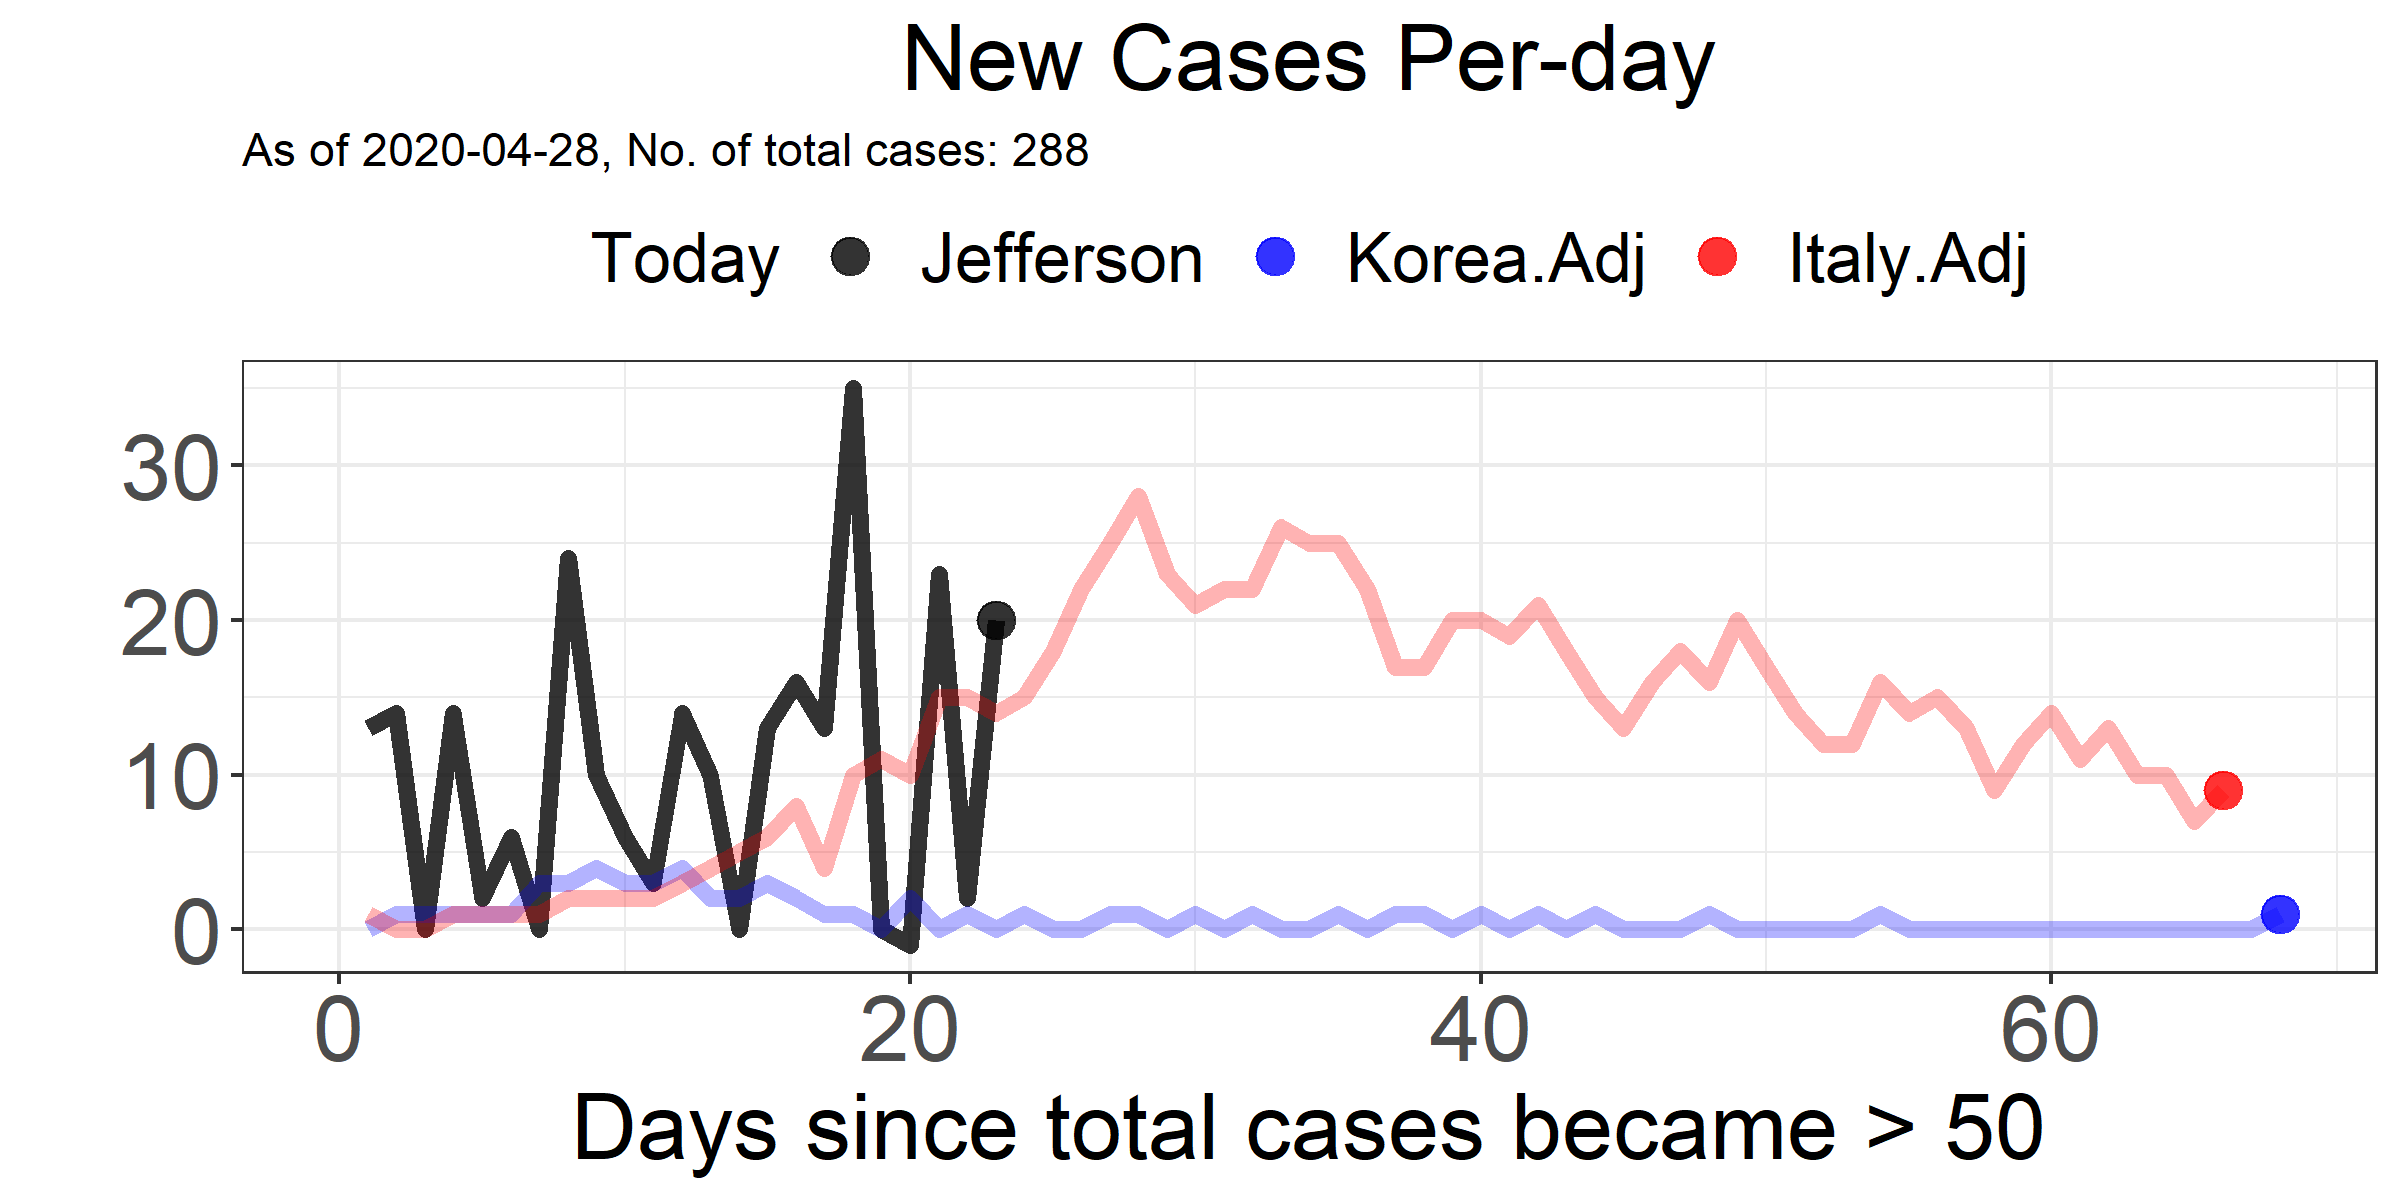 New Cases Per-day
As of 2020-04-28, No. of total cases: 288
Today Jefferson Korea.Adj Italy.Adj
30
20
10
0
0 20 40 60
Days since total cases became > 50